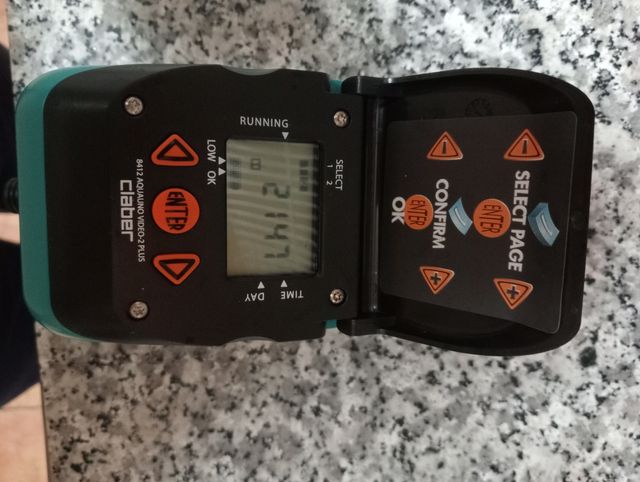 SELECT PAGE
− ENTER +
CONFIRM
− ENTER +
OK
SELECT
1 2
RUNNING
TIME
DAY
21:47
LOW OK
ENTER
8412 AQUAUNO VIDEO-2 PLUS
claber